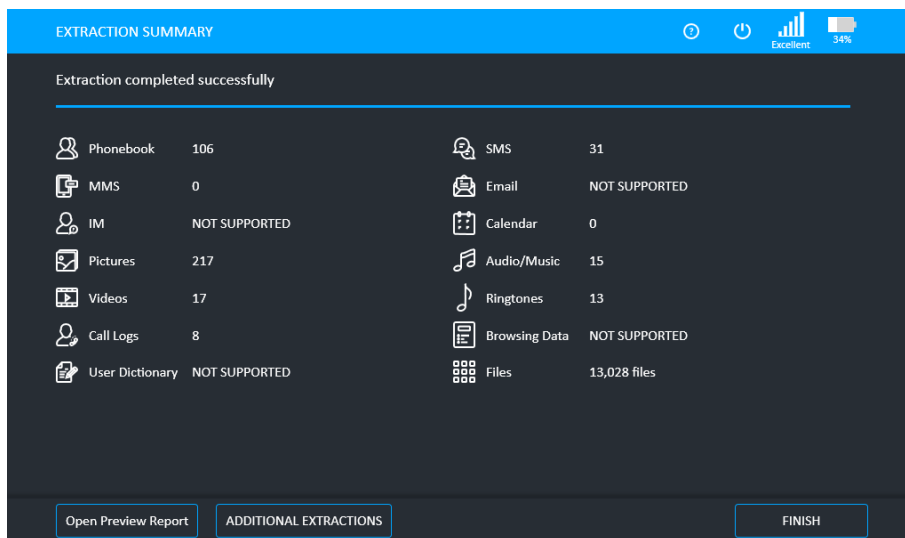 EXTRACTION SUMMARY
Excellent
34%
Extraction completed successfully
Phonebook 106
SMS 31
MMS 0
Email NOT SUPPORTED
IM NOT SUPPORTED
Calendar 0
Pictures 217
Audio/Music 15
Videos 17
Ringtones 13
Call Logs 8
Browsing Data NOT SUPPORTED
User Dictionary NOT SUPPORTED
Files 13,028 files
Open Preview Report
ADDITIONAL EXTRACTIONS
FINISH